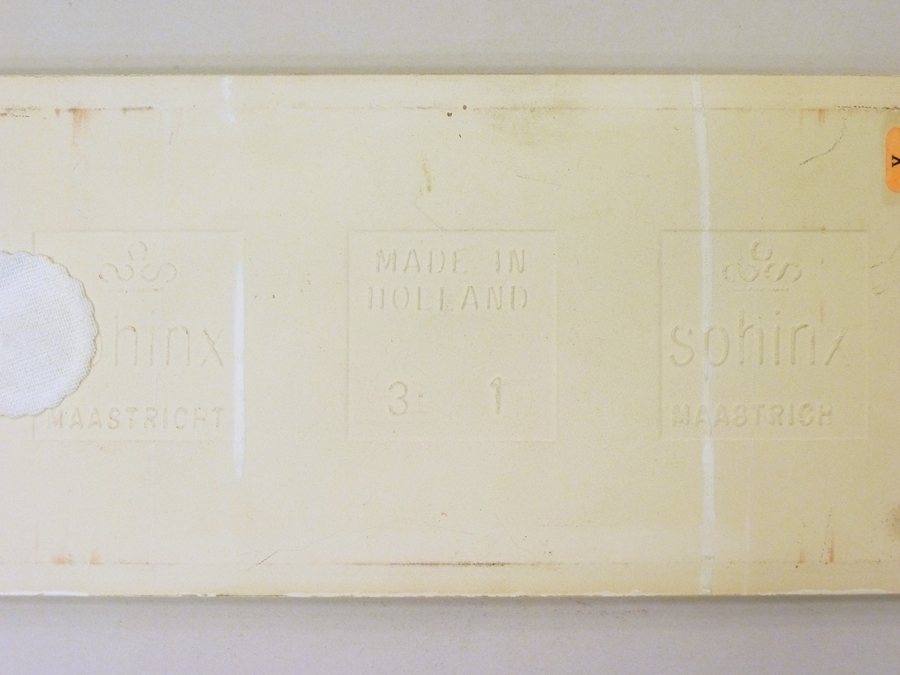 hinx
MAASTRICHT
MADE IN
HOLLAND
3. 1
sphinx
MAASTRICH